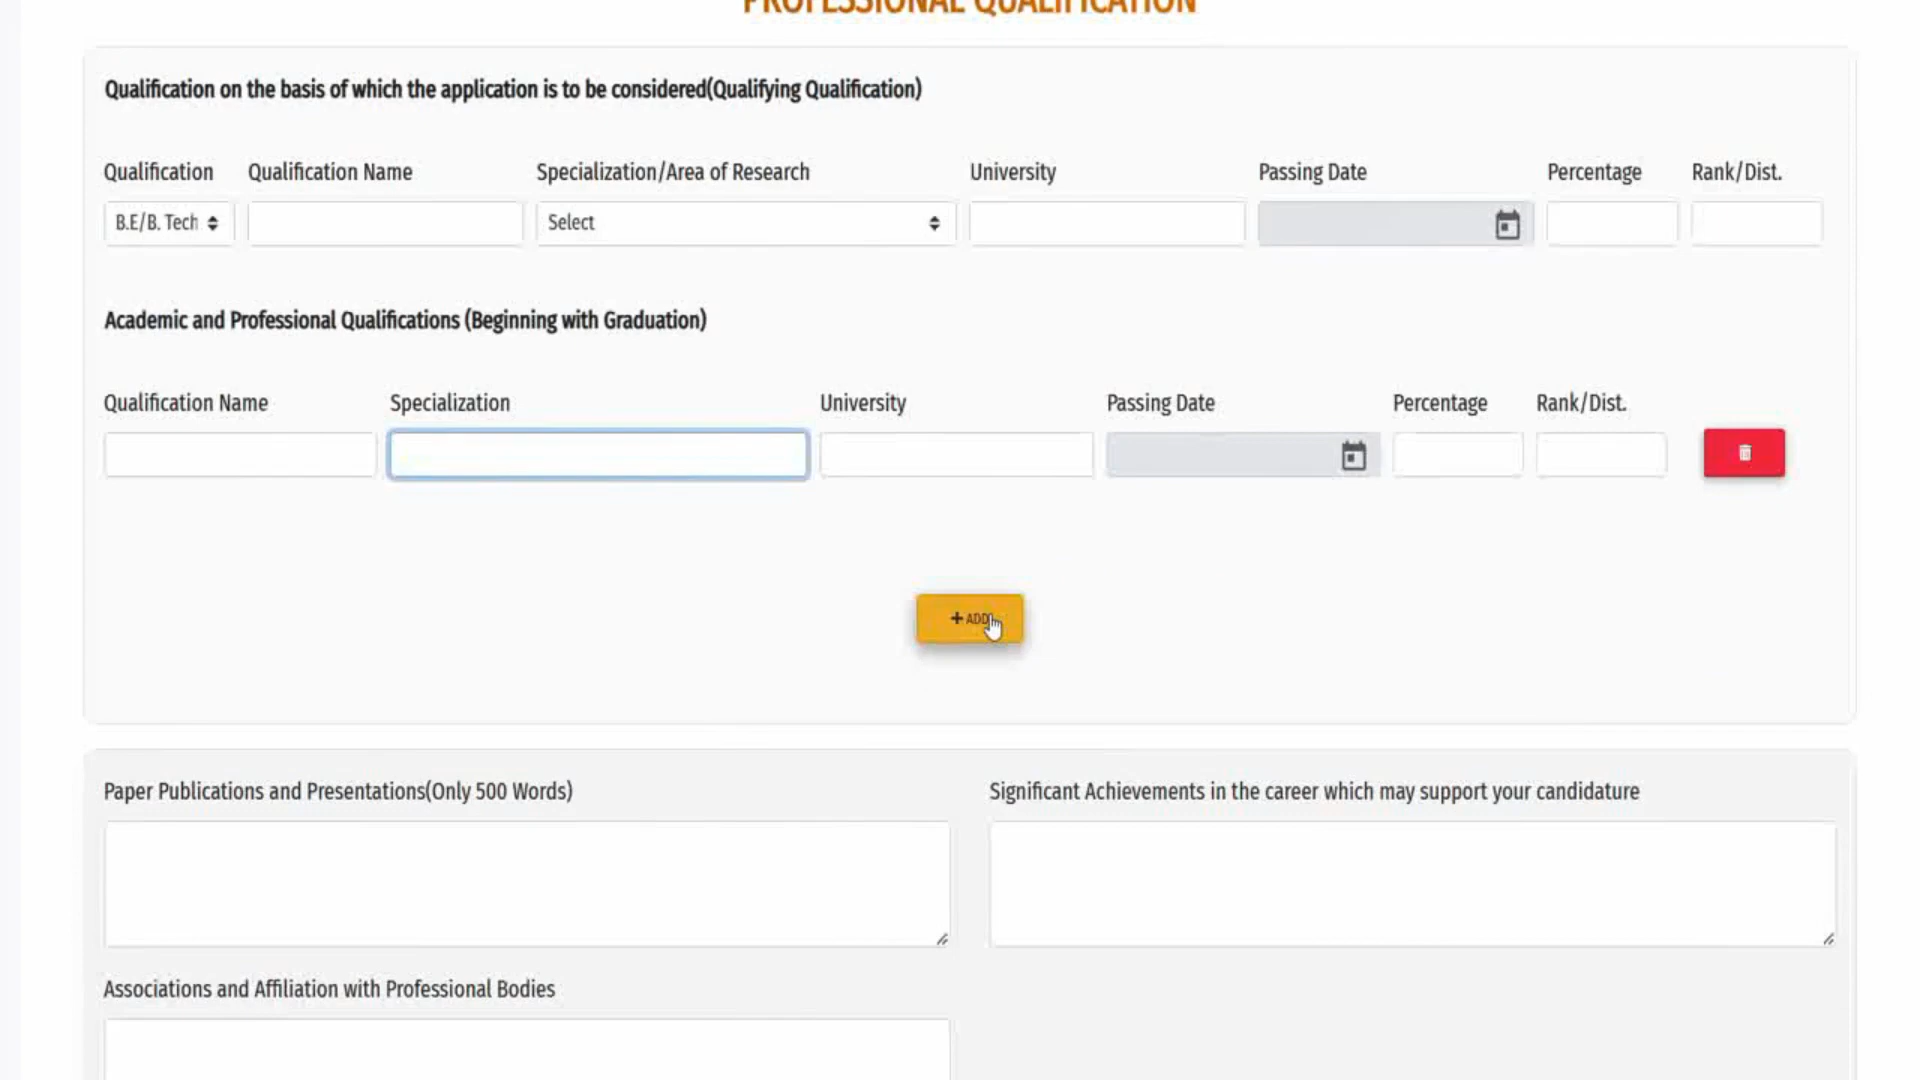 PROFESSIONAL QUALIFICATION
Qualification on the basis of which the application is to be considered(Qualifying Qualification)
Qualification Qualification Name Specialization/Area of Research University Passing Date Percentage Rank/Dist.
B.E/B. Tech Select
Academic and Professional Qualifications (Beginning with Graduation)
Qualification Name Specialization University Passing Date Percentage Rank/Dist.
+ ADD
Paper Publications and Presentations(Only 500 Words) Significant Achievements in the career which may support your candidature
Associations and Affiliation with Professional Bodies